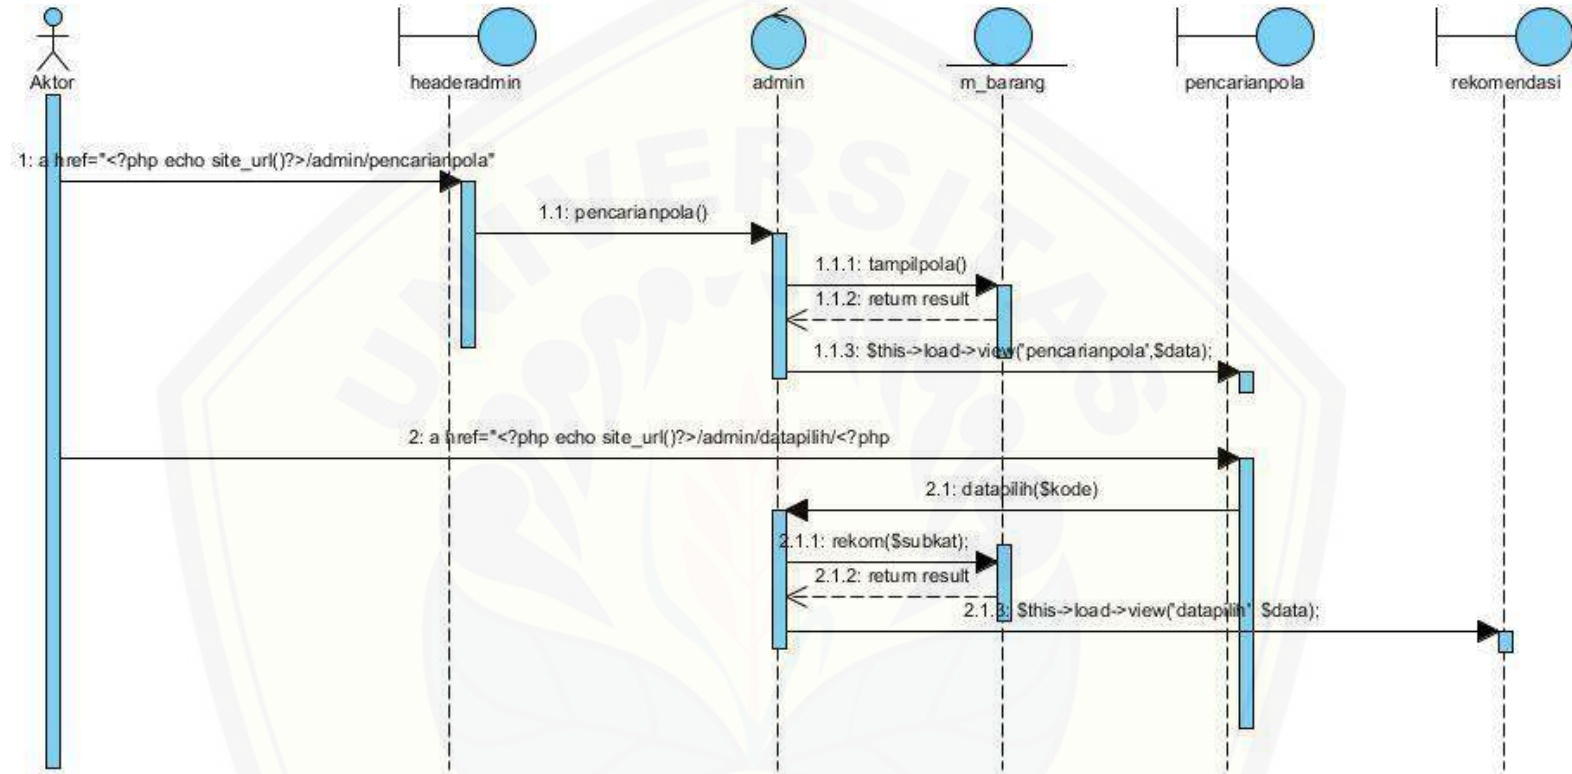 Aktor
headeradmin
admin
m_barang
pencarianpola
rekomendasi
1: a href="<?php echo site_url()?>/admin/pencarianpola"
1.1: pencarianpola()
1.1.1: tampilpola()
1.1.2: return result
1.1.3: $this->load->view('pencarianpola',$data);
2: a href="<?php echo site_url()?>/admin/datapilih/<?php
2.1: datapilih($kode)
2.1.1: rekom($subkat);
2.1.2: return result
2.1.3: $this->load->view('datapilih', $data);
UNIVERSITAS